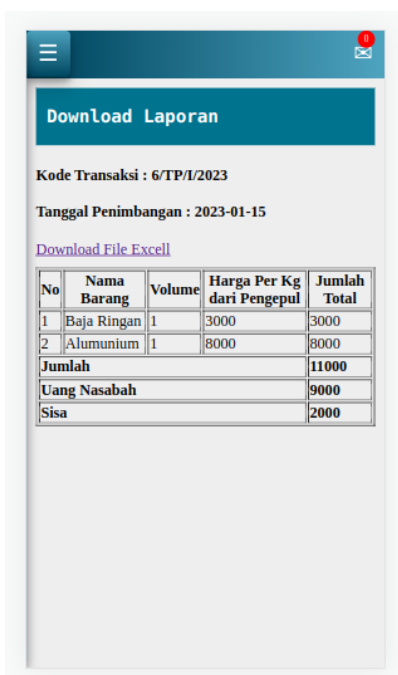 0
Download Laporan
Kode Transaksi : 6/TP/I/2023
Tanggal Penimbangan : 2023-01-15
Download File Excell
No Nama Barang Volume Harga Per Kg dari Pengepul Jumlah Total
1 Baja Ringan 1 3000 3000
2 Alumunium 1 8000 8000
Jumlah 11000
Uang Nasabah 9000
Sisa 2000